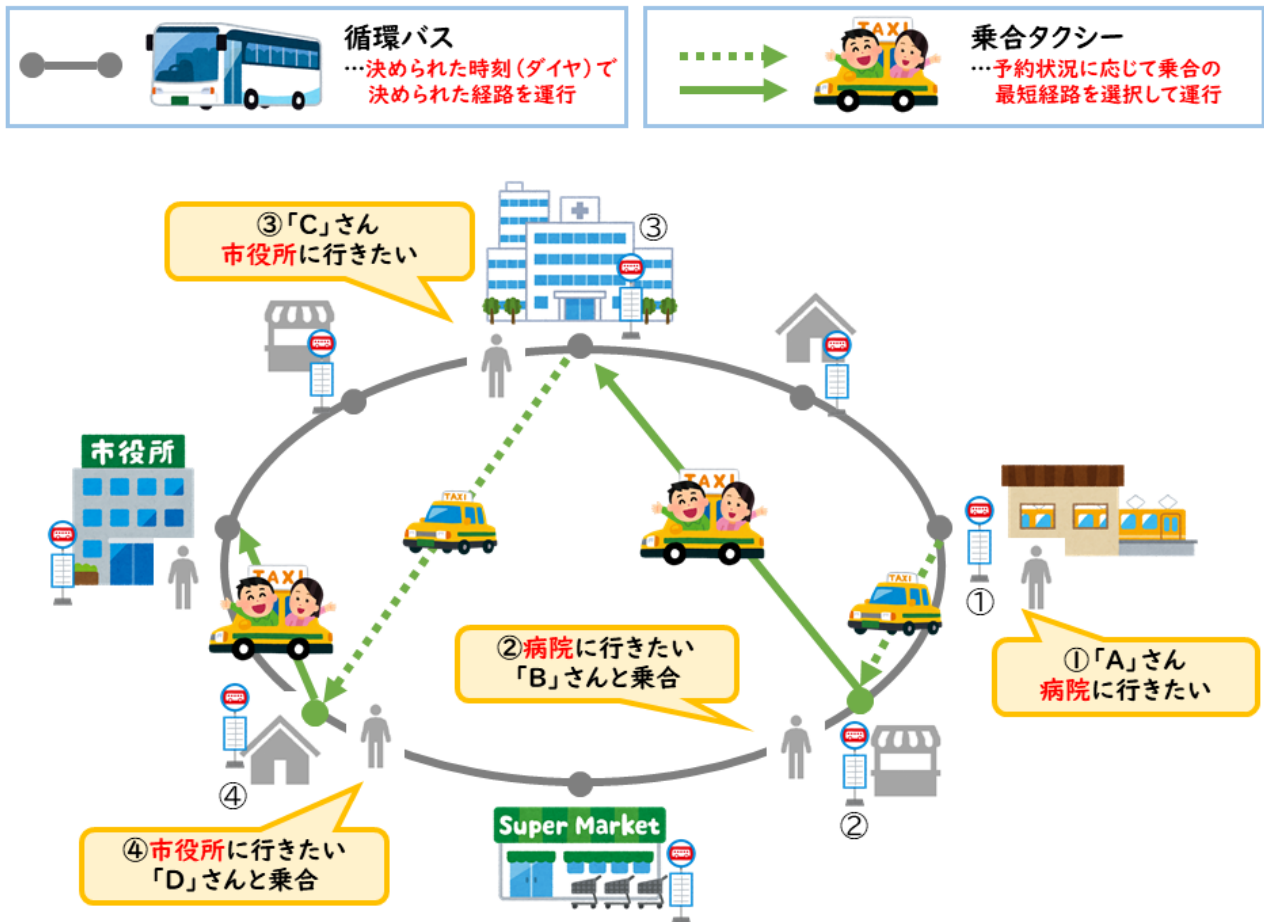 循環バス
…決められた時刻(ダイヤ)で
決められた経路を運行
TAXI
乗合タクシー
…予約状況に応じて乗合の
最短経路を選択して運行
③「C」さん
市役所に行きたい
③
市役所
TAXI
TAXI
TAXI
TAXI
①
②病院に行きたい
「B」さんと乗合
①「A」さん
病院に行きたい
④
②
④市役所に行きたい
「D」さんと乗合
Super Market